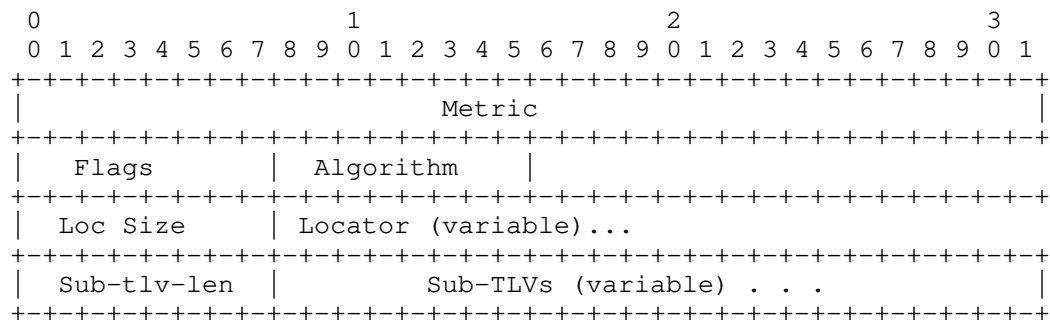 0                   1                   2                   3
 0 1 2 3 4 5 6 7 8 9 0 1 2 3 4 5 6 7 8 9 0 1 2 3 4 5 6 7 8 9 0 1
+-+-+-+-+-+-+-+-+-+-+-+-+-+-+-+-+-+-+-+-+-+-+-+-+-+-+-+-+-+-+-+-+
|                          Metric                               |
+-+-+-+-+-+-+-+-+-+-+-+-+-+-+-+-+-+-+-+-+-+-+-+-+-+-+-+-+-+-+-+-+
|   Flags       |  Algorithm    |
+-+-+-+-+-+-+-+-+-+-+-+-+-+-+-+-+-+-+-+-+-+-+-+-+-+-+-+-+-+-+-+-+
|  Loc Size     | Locator (variable)...
+-+-+-+-+-+-+-+-+-+-+-+-+-+-+-+-+-+-+-+-+-+-+-+-+-+-+-+-+-+-+-+-+
|  Sub-tlv-len  |         Sub-TLVs (variable) . . .             |
+-+-+-+-+-+-+-+-+-+-+-+-+-+-+-+-+-+-+-+-+-+-+-+-+-+-+-+-+-+-+-+-+